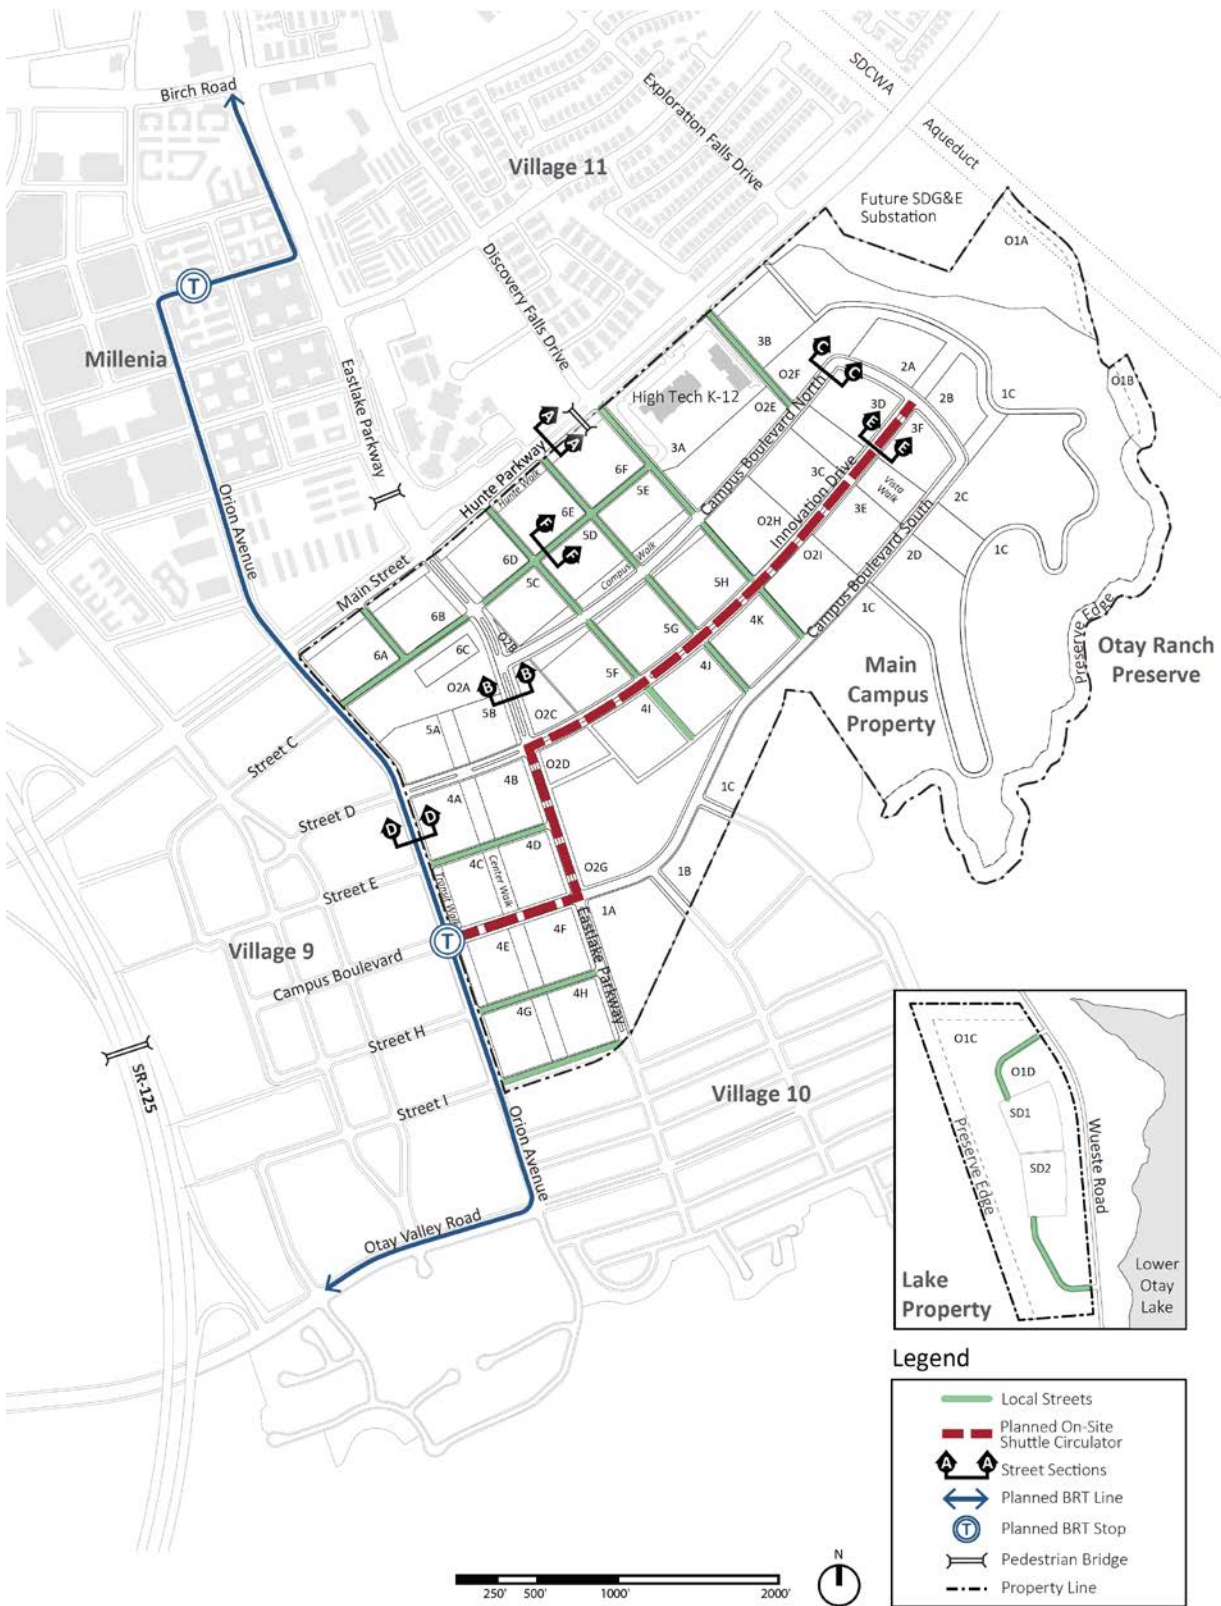 Birch Road
SDCWA
Aqueduct
Exploration Falls Drive
Village 11
Future SDG&E
Substation
O1A
Discovery Falls Drive
Millenia
T
Eastlake Parkway
3B
O2F
C
C
2A
O1B
High Tech K-12
O2E
3D
2B
1C
3F
A
A
E
E
Hunte Parkway
Hunte Walk
3A
Campus Boulevard North
6F
5E
3C
Innovation Drive
Vista
Walk
2C
Orion Avenue
6E
F
F
5D
O2H
3E
Campus Boulevard South
6D
5C
Campus Walk
O2I
2D
1C
Main Street
5H
6B
4K
1C
O2B
5G
6A
6C
5F
4J
Preserve Edge
Otay Ranch
Preserve
Main
Campus
Property
O2A
B
B
5B
O2C
4I
5A
Street C
O2D
4B
4A
1C
Street D
D
D
4D
4C
Center Walk
Transit Walk
O2G
1B
Street E
1A
4F
4E
T
Village 9
Campus Boulevard
Eastlake Parkway
4H
4G
Street H
SR-125
Street I
Village 10
Orion Avenue
Otay Valley Road
O1C
O1D
SD1
SD2
Preserve Edge
Wueste Road
Lake
Property
Lower
Otay
Lake
Legend
Local Streets
Planned On-Site
Shuttle Circulator
A A Street Sections
Planned BRT Line
T Planned BRT Stop
Pedestrian Bridge
Property Line
N
250' 500' 1000' 2000'